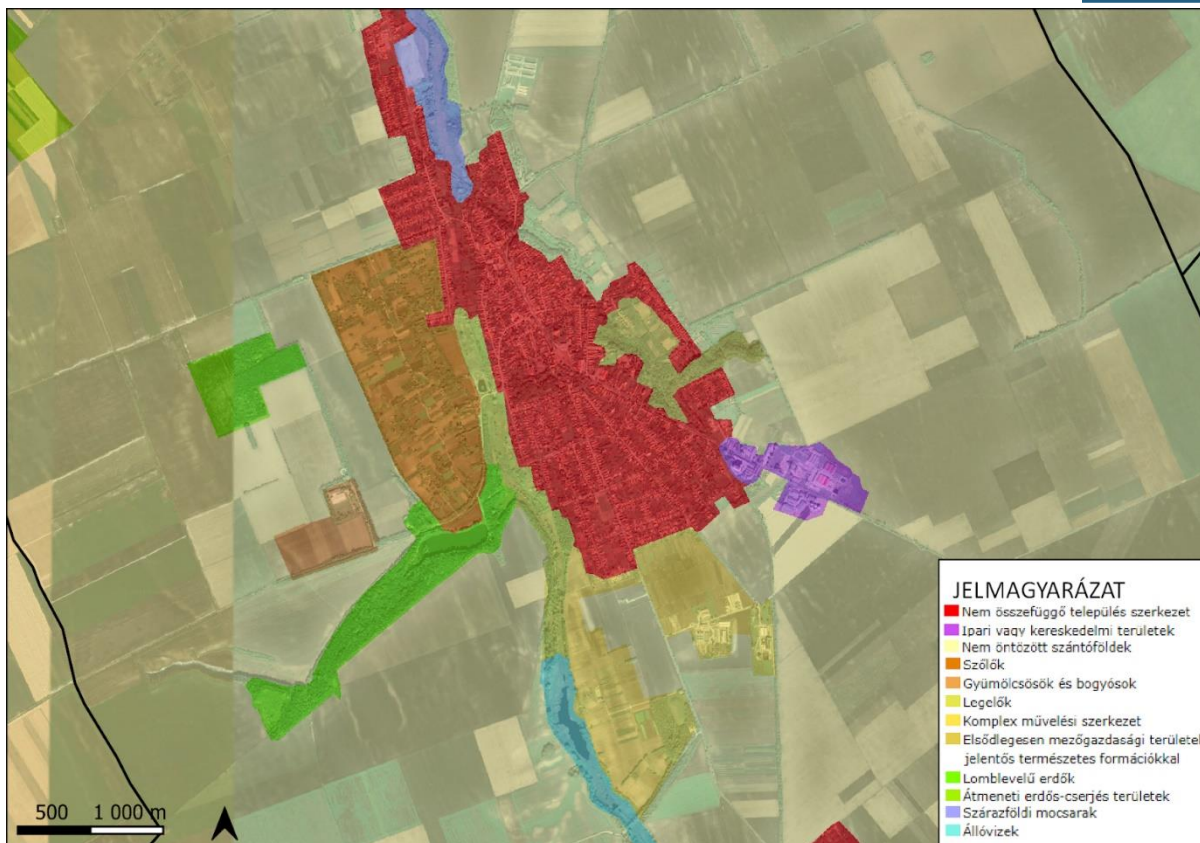 JELMAGYARÁZAT
Nem összefüggő település szerkezet
Ipari vagy kereskedelmi területek
Nem öntözött szántóföldek
Szőlők
Gyümölcsösök és bogyósok
Legelők
Komplex művelési szerkezet
Elsődlegesen mezőgazdasági területek
jelentős természetes formációkkal
Lomblevelű erdők
Átmeneti erdős-cserjés területek
Szárazföldi mocsarak
Állóvizek
500 1 000 m